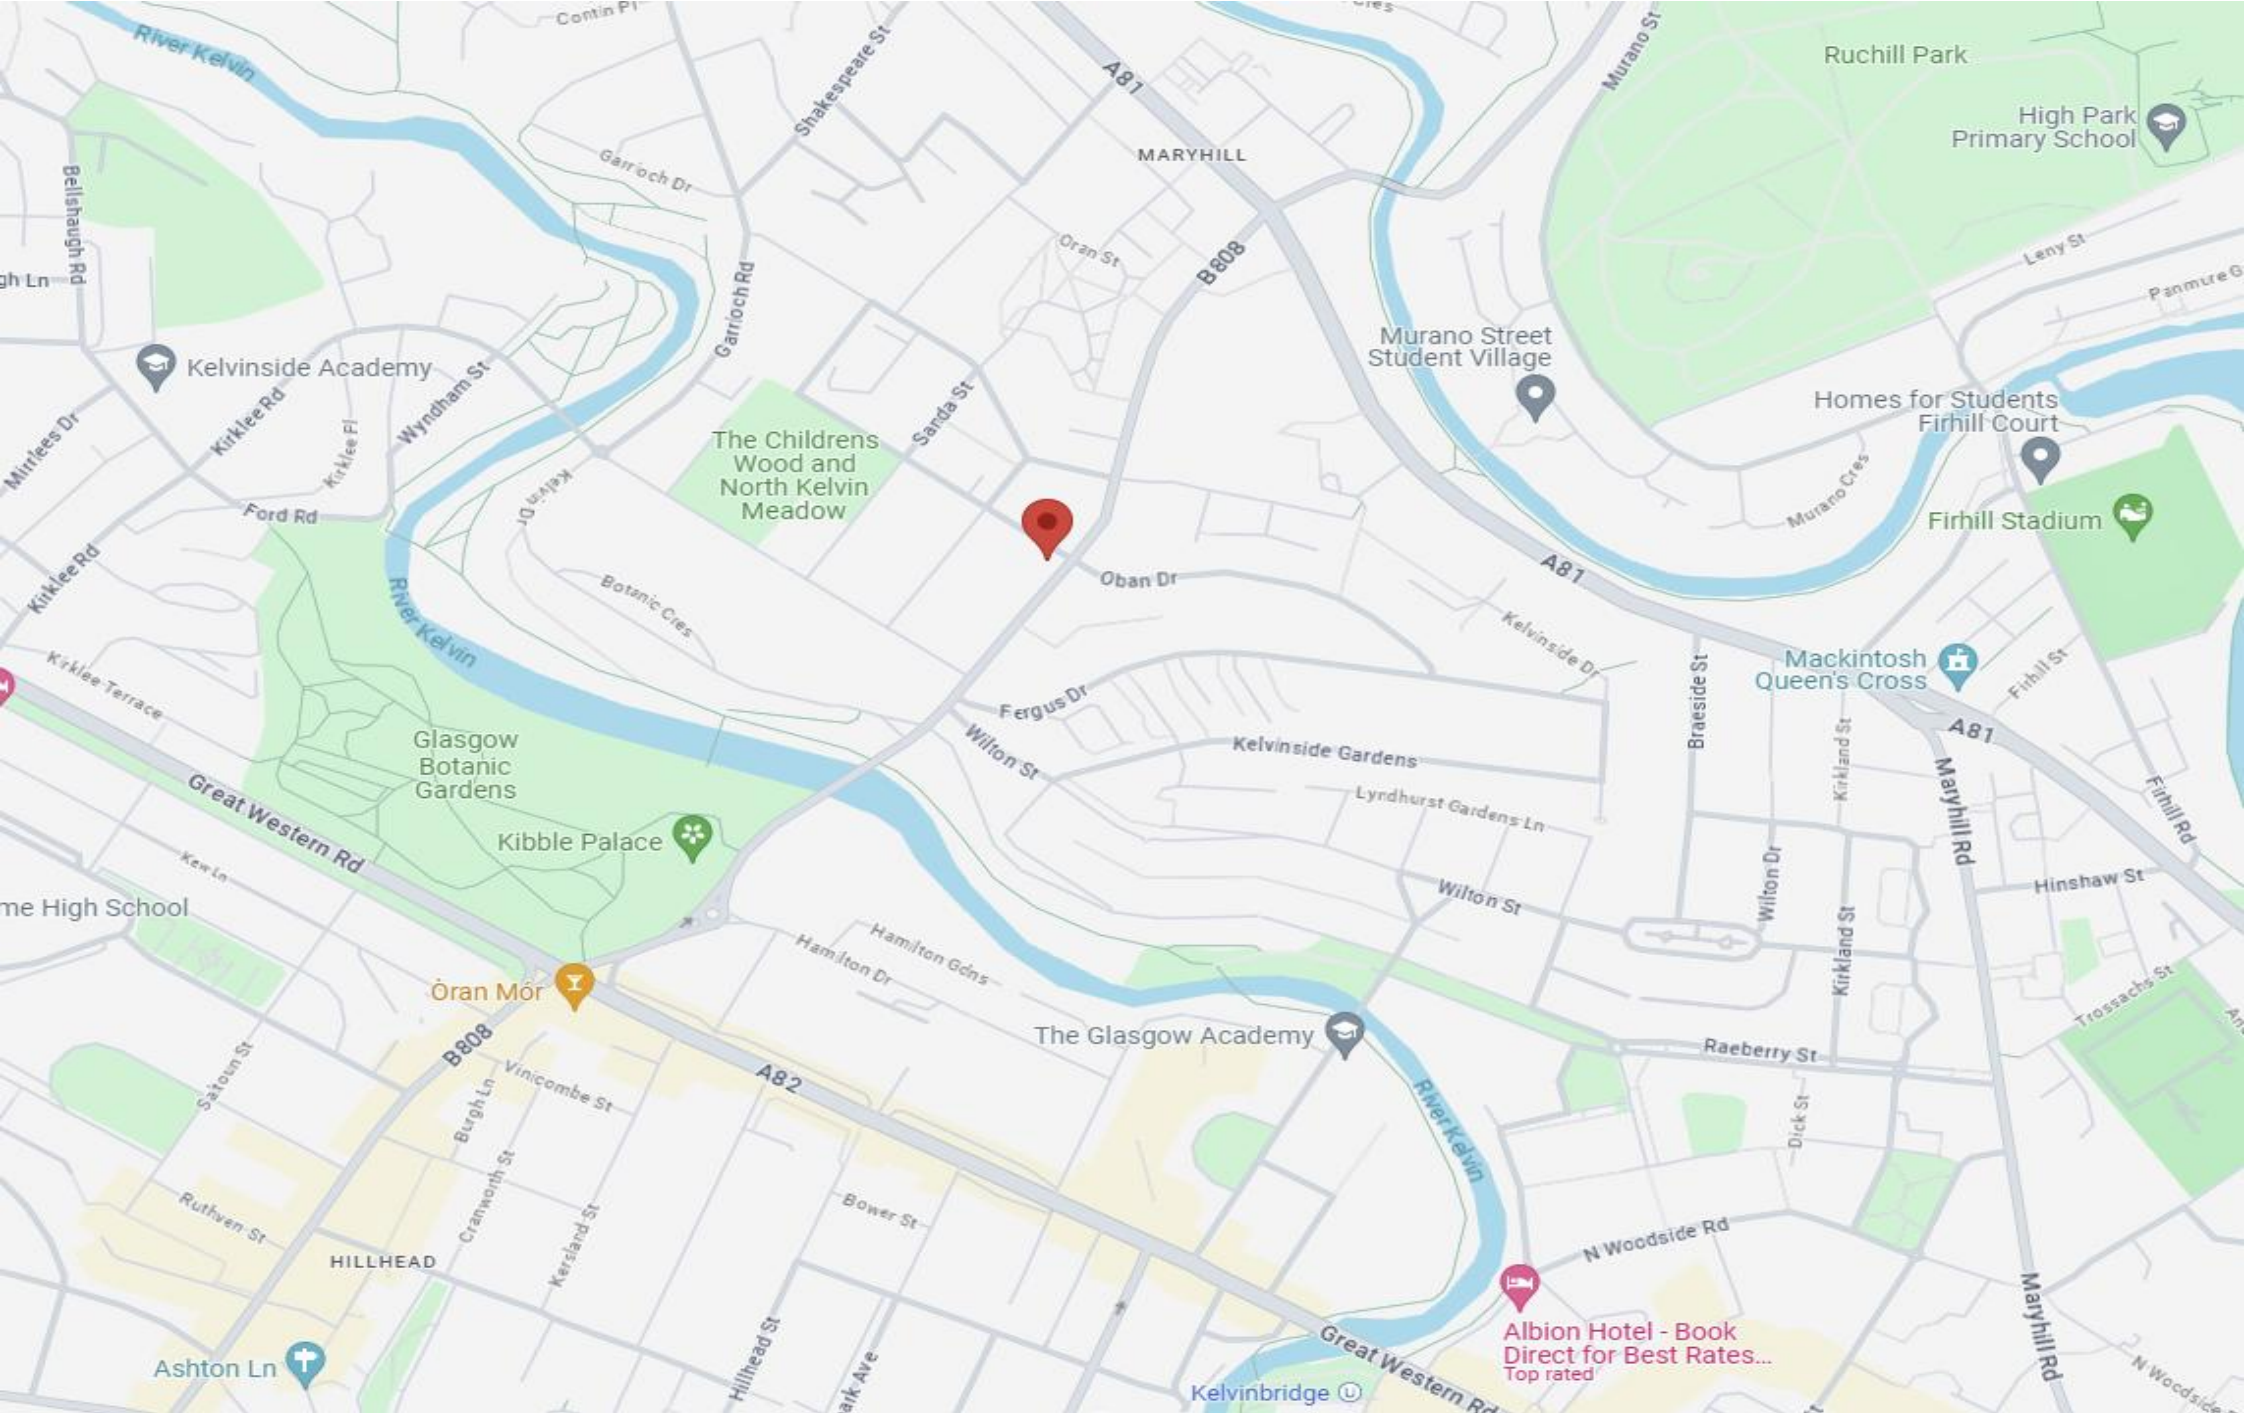 Contin Pl
River Kelvin
Shakespeare St
A81
Murano St
Ruchill Park
High Park
Primary School
MARYHILL
Garrioch Dr
Bellshaugh Rd
gh Ln
Oran St
B808
Leny St
Panmure G
Garrioch Rd
Murano Street
Student Village
Kelvinside Academy
Wyndham St
Kirklee Rd
Kirklee Pl
Mirrlees Dr
Sanda St
Homes for Students
Firhill Court
The Childrens
Wood and
North Kelvin
Meadow
Kelvin Dr
Murano Cres
Ford Rd
Firhill Stadium
A81
Kirklee Rd
Oban Dr
Botanic Cres
River Kelvin
Kelvinside Dr
Mackintosh
Queen's Cross
Firhill St
Kirklee Terrace
Fergus Dr
Braeside St
A81
Wilton St
Kelvinside Gardens
Kirkland St
Glasgow
Botanic
Gardens
Great Western Rd
Lyndhurst Gardens Ln
Maryhill Rd
Firhill Rd
Kibble Palace
Kew Ln
Wilton St
Wilton Dr
Hinshaw St
me High School
Kirkland St
Hamilton Gdns
Hamilton Dr
Òran Mór
Trossachs St
The Glasgow Academy
B808
Raeberry St
A82
Saltoun St
Vinicombe St
Burgh Ln
River Kelvin
Dick St
Cranworth St
Ruthven St
Kersland St
Bower St
N Woodside Rd
HILLHEAD
Albion Hotel - Book
Direct for Best Rates...
Top rated
Maryhill Rd
Great Western Rd
Hillhead St
ark Ave
Ashton Ln
Kelvinbridge
N Woodside